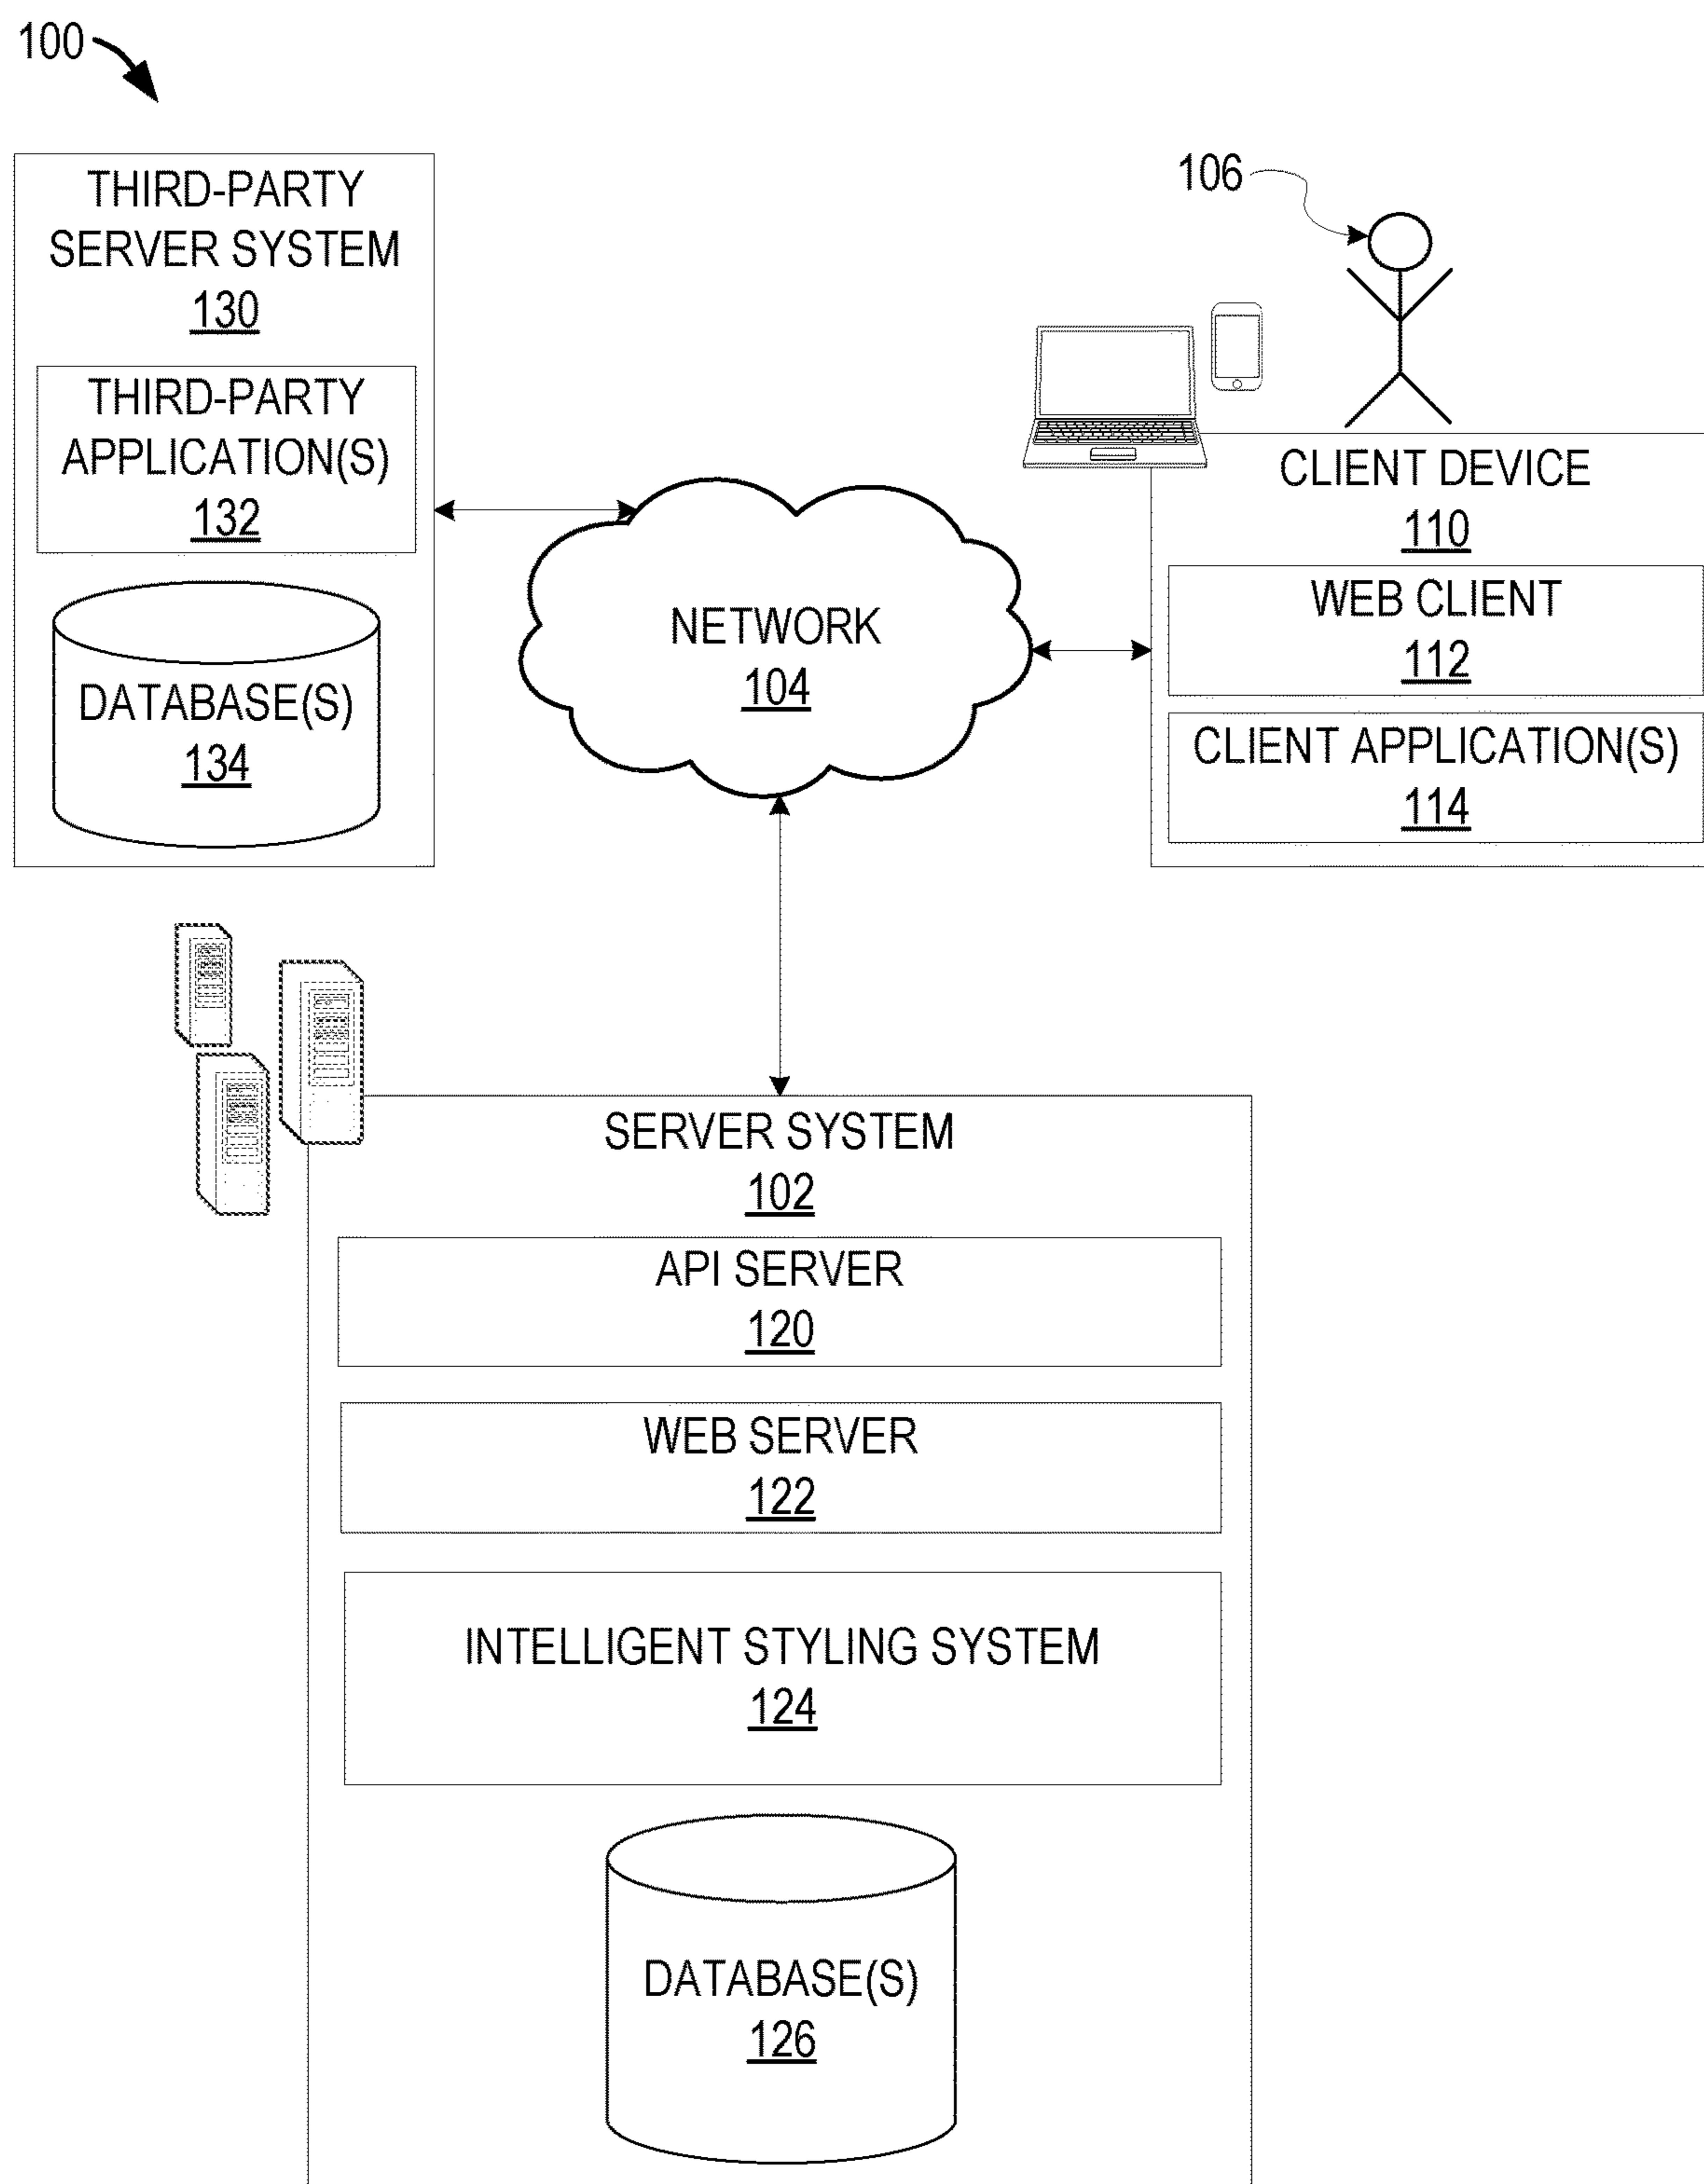 100
THIRD-PARTY
SERVER SYSTEM
130
THIRD-PARTY
APPLICATION(S)
132
DATABASE(S)
134
106
CLIENT DEVICE
110
WEB CLIENT
112
CLIENT APPLICATION(S)
114
NETWORK
104
SERVER SYSTEM
102
API SERVER
120
WEB SERVER
122
INTELLIGENT STYLING SYSTEM
124
DATABASE(S)
126